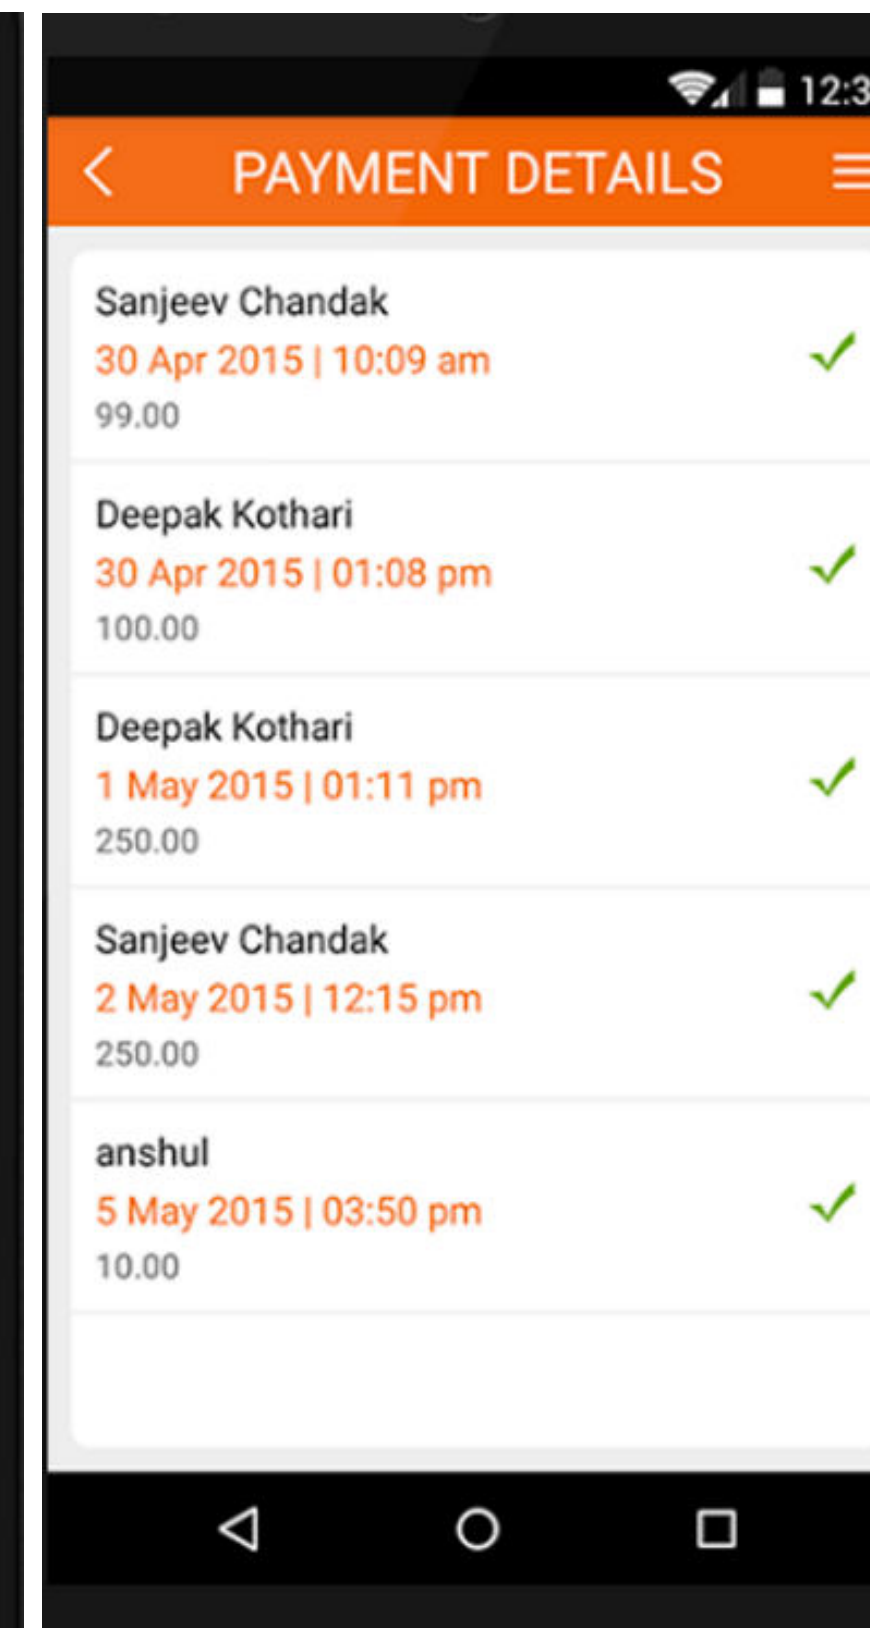 12:3
PAYMENT DETAILS
Sanjeev Chandak
30 Apr 2015 | 10:09 am
99.00
Deepak Kothari
30 Apr 2015 | 01:08 pm
100.00
Deepak Kothari
1 May 2015 | 01:11 pm
250.00
Sanjeev Chandak
2 May 2015 | 12:15 pm
250.00
anshul
5 May 2015 | 03:50 pm
10.00